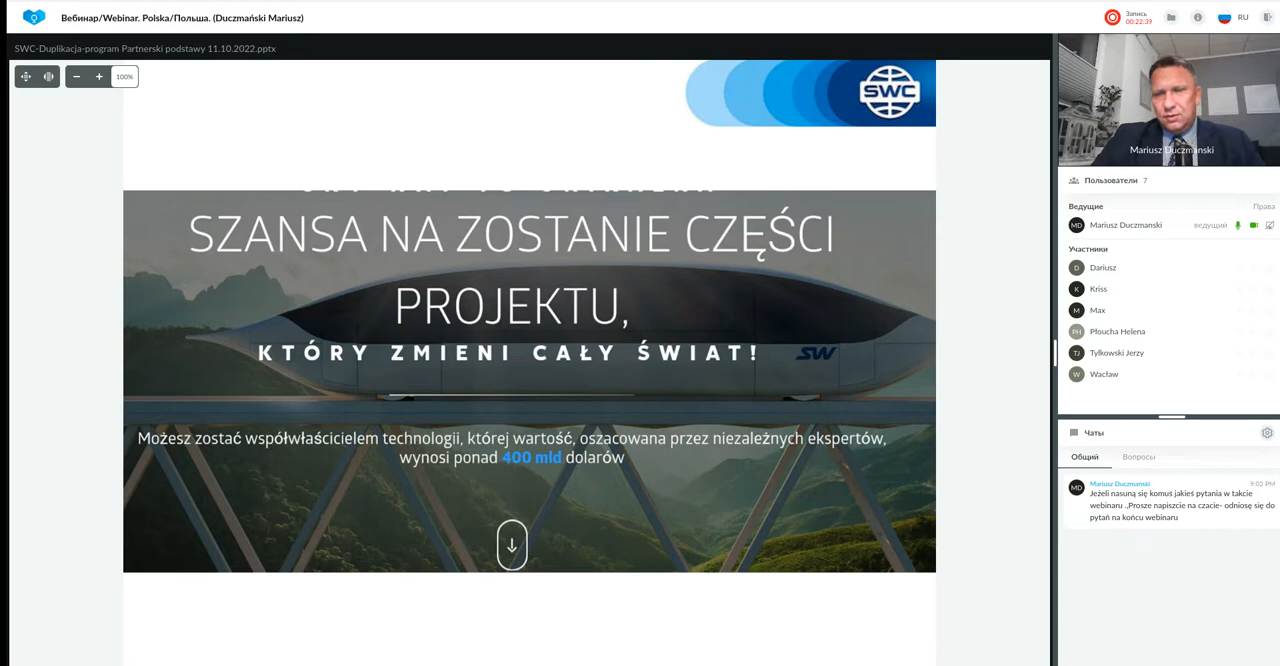 Вебинар/Webinar. Polska/Польша. (Duczmański Mariusz)
Запись
00:22:39
RU
SWC-Duplikacja-program Partnerski podstawy 11.10.2022.pptx
100%
SWC
SZANSA NA ZOSTANIE CZĘŚCI
PROJEKTU,
KTÓRY ZMIENI CAŁY ŚWIAT!
SW
Możesz zostać współwłaścicielem technologii, której wartość, oszacowana przez niezależnych ekspertów,
wynosi ponad 400 mld dolarów
Mariusz Duczmanski
Пользователи 7
Ведущие Права
MD Mariusz Duczmanski ведущий
Участники
D Dariusz
K Kriss
M Max
PH Płoucha Helena
TJ Tylkowski Jerzy
W Wacław
Чаты
Общий Вопросы
MD Mariusz Duczmanski 9:02 PM
Jeżeli nasuną się komuś jakieś pytania w takcie
webinaru ,,Prosze napiszcie na czacie- odniosę się do
pytań na końcu webinaru